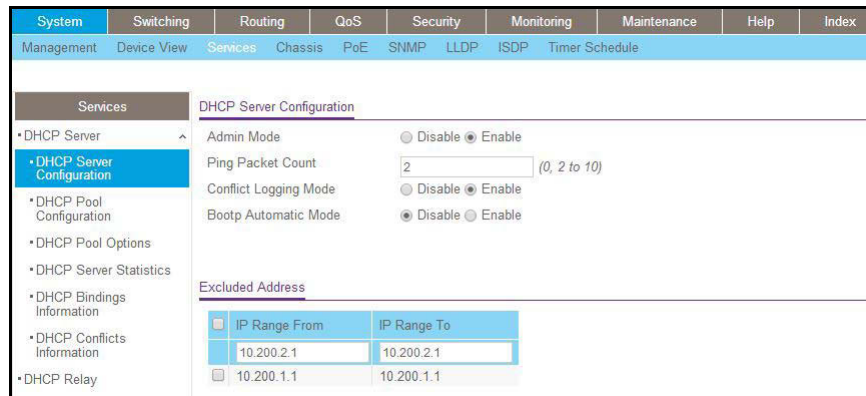 System Switching Routing QoS Security Monitoring Maintenance Help Index
Management Device View Services Chassis PoE SNMP LLDP ISDP Timer Schedule
Services
• DHCP Server
• DHCP Server
Configuration
• DHCP Pool
Configuration
• DHCP Pool Options
• DHCP Server Statistics
• DHCP Bindings
Information
• DHCP Conflicts
Information
• DHCP Relay
DHCP Server Configuration
Admin Mode Disable Enable
Ping Packet Count 2 (0, 2 to 10)
Conflict Logging Mode Disable Enable
Bootp Automatic Mode Disable Enable
Excluded Address
IP Range From IP Range To
10.200.2.1 10.200.2.1
10.200.1.1 10.200.1.1